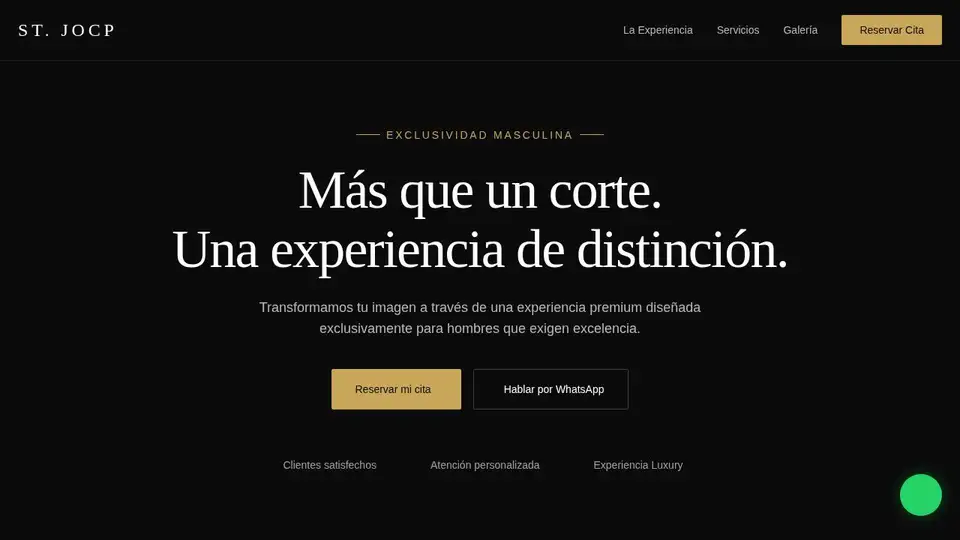 ST. JOCP
La Experiencia
Servicios
Galería
Reservar Cita
EXCLUSIVIDAD MASCULINA
Más que un corte.
Una experiencia de distinción.
Transformamos tu imagen a través de una experiencia premium diseñada
exclusivamente para hombres que exigen excelencia.
Reservar mi cita
Hablar por WhatsApp
Clientes satisfechos
Atención personalizada
Experiencia Luxury